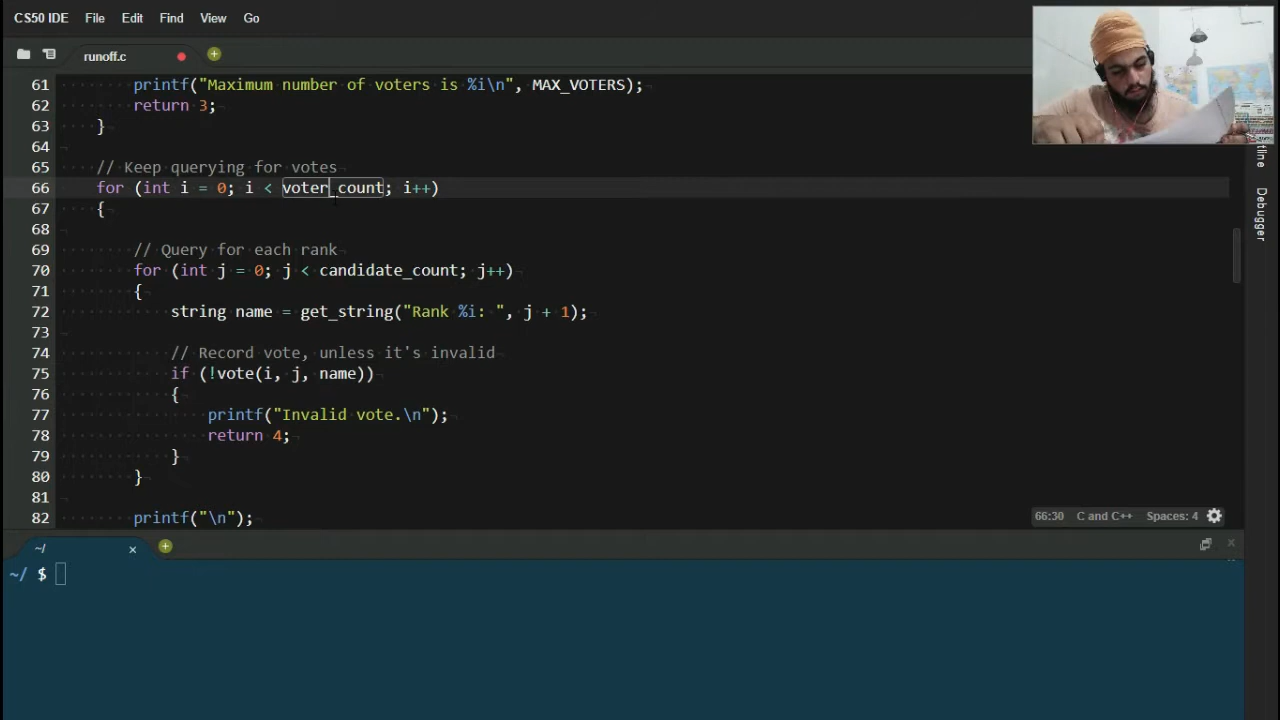 CS50 IDE File Edit Find View Go
runoff.c
61 printf("Maximum number of voters is %i\n", MAX_VOTERS);
62 return 3;
63 }
64
65 // Keep querying for votes
66 for (int i = 0; i < voter_count; i++)
67 {
68
69 // Query for each rank
70 for (int j = 0; j < candidate_count; j++)
71 {
72 string name = get_string("Rank %i: ", j + 1);
73
74 // Record vote, unless it's invalid
75 if (!vote(i, j, name))
76 {
77 printf("Invalid vote.\n");
78 return 4;
79 }
80 }
81
82 printf("\n");
66:30 C and C++ Spaces: 4
Debugger
~/
~/ $